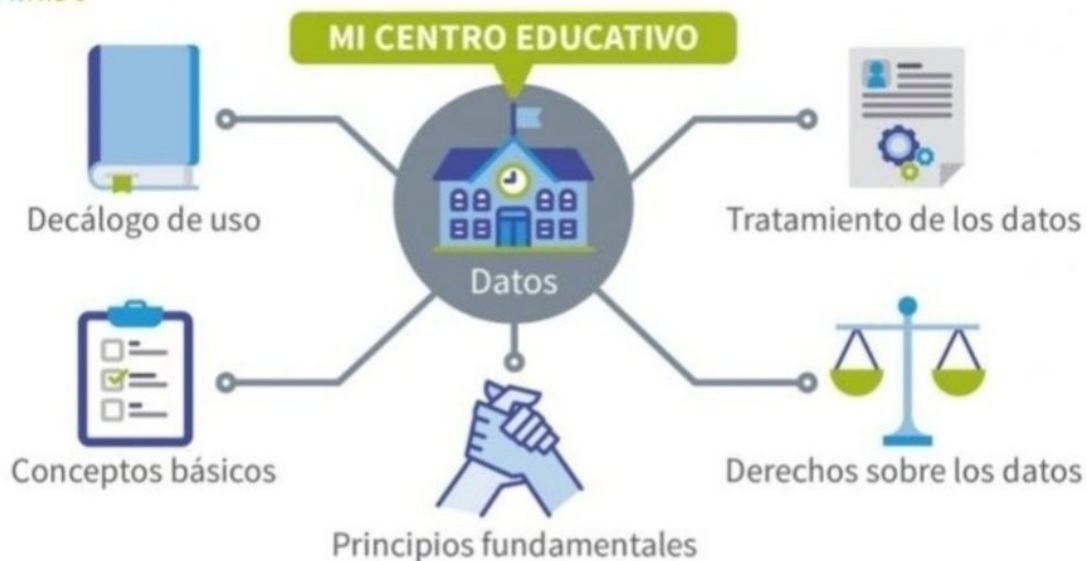 MI CENTRO EDUCATIVO
Decálogo de uso
Datos
Tratamiento de los datos
Conceptos básicos
Derechos sobre los datos
Principios fundamentales